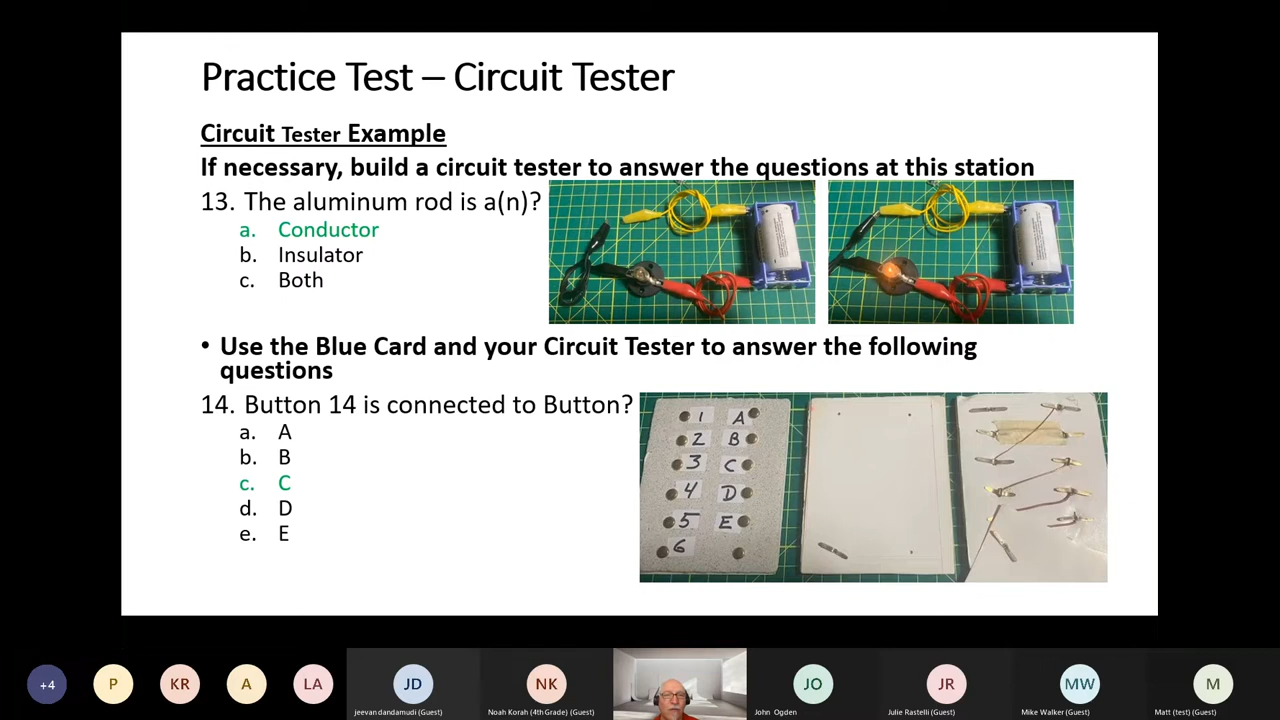 Practice Test – Circuit Tester
Circuit Tester Example
If necessary, build a circuit tester to answer the questions at this station
13. The aluminum rod is a(n)?
a. Conductor
b. Insulator
c. Both
• Use the Blue Card and your Circuit Tester to answer the following
questions
14. Button 14 is connected to Button?
a. A
b. B
c. C
d. D
e. E
1 A
2 B
3 C
4 D
5 E
6
+4
P
KR
A
LA
JD
NK
JO
JR
MW
M
jeevan dandamudi (Guest)
Noah Korah (4th Grade) (Guest)
John Ogden
Julie Rastelli (Guest)
Mike Walker (Guest)
Matt (test) (Guest)